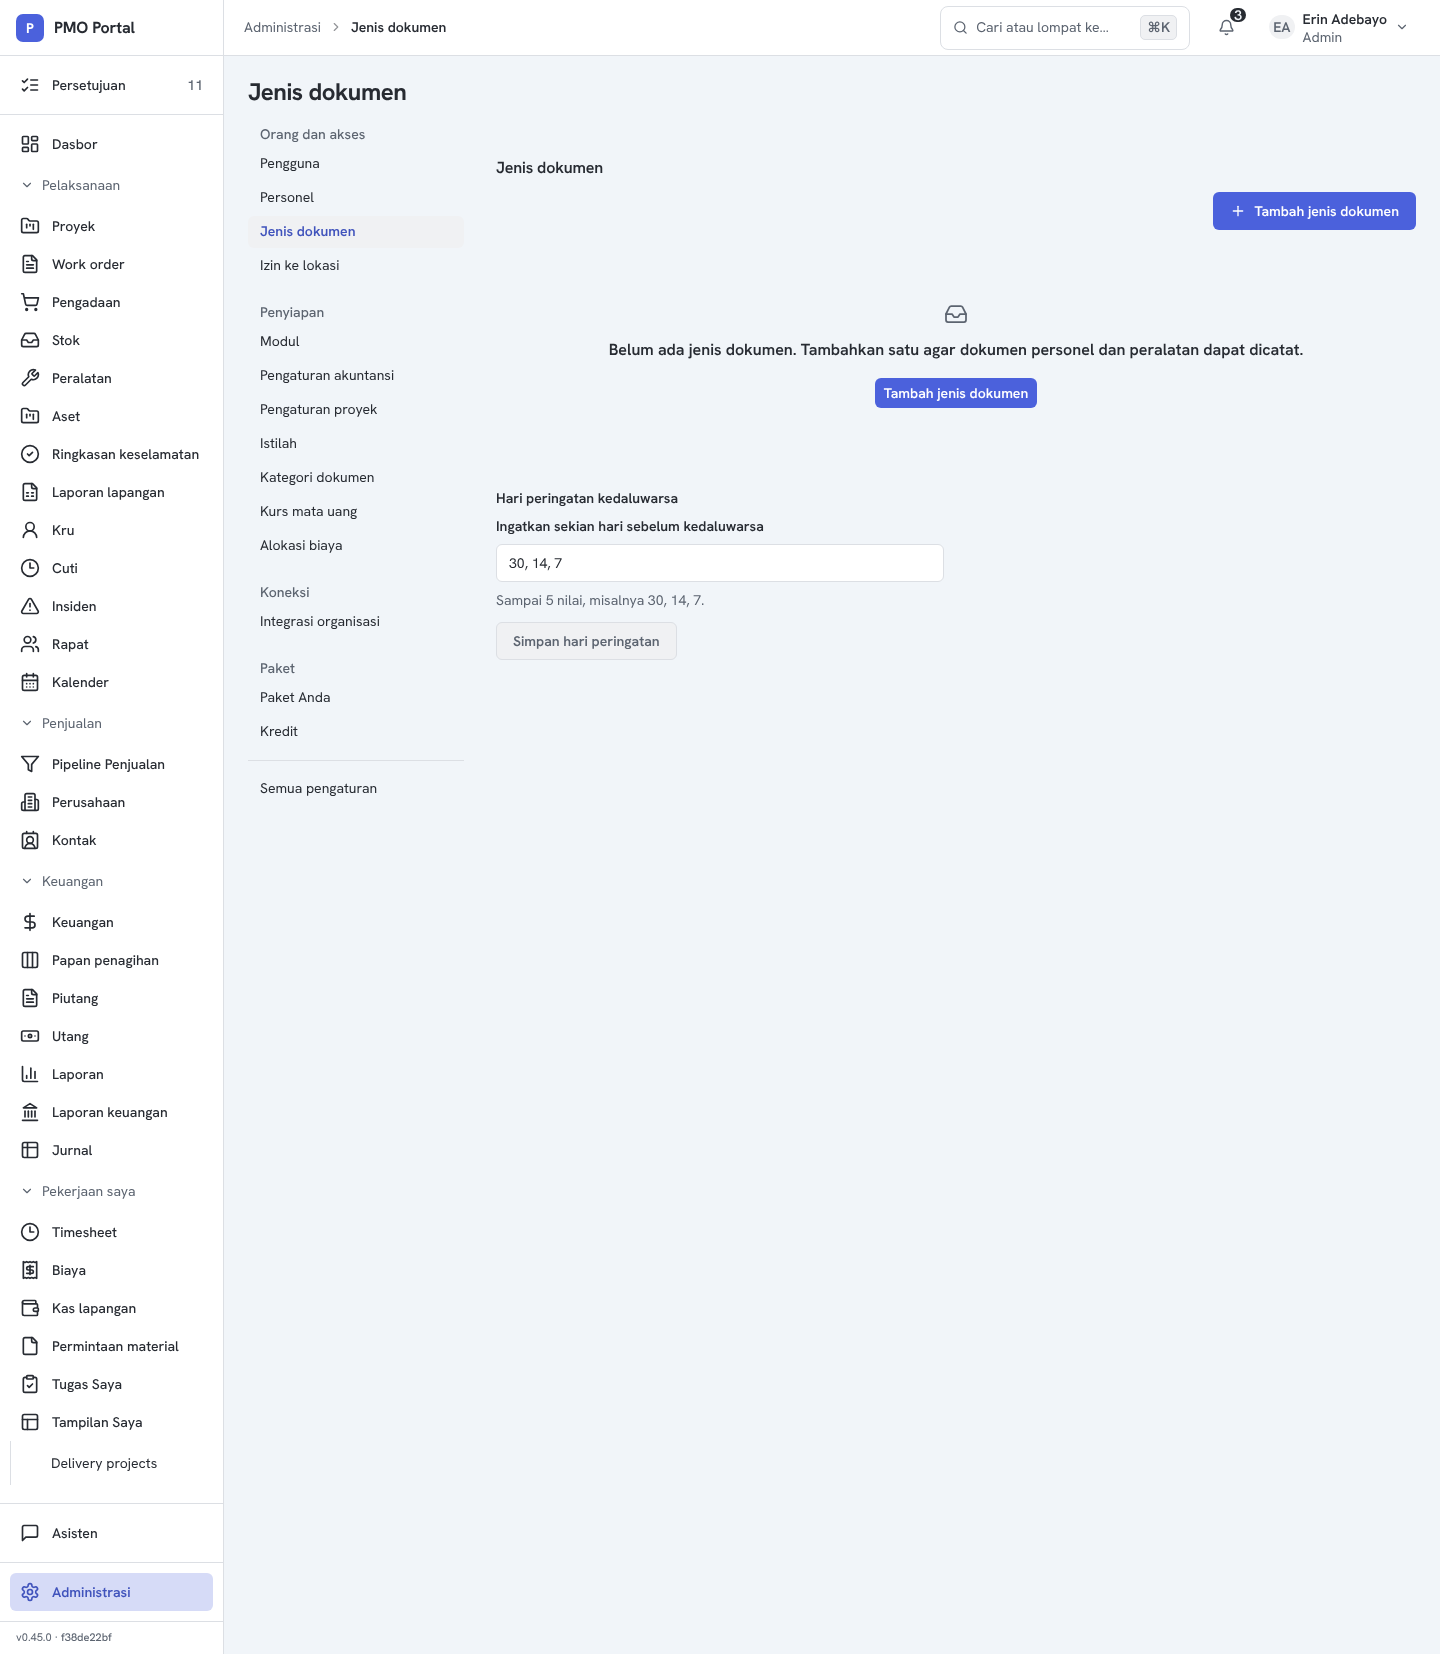 P PMO Portal
Administrasi
Jenis dokumen
Cari atau lompat ke...
⌘K
3
EA
Erin Adebayo
Admin
Persetujuan 11
Dasbor
Pelaksanaan
Proyek
Work order
Pengadaan
Stok
Peralatan
Aset
Ringkasan keselamatan
Laporan lapangan
Kru
Cuti
Insiden
Rapat
Kalender
Penjualan
Pipeline Penjualan
Perusahaan
Kontak
Keuangan
Keuangan
Papan penagihan
Piutang
Utang
Laporan
Laporan keuangan
Jurnal
Pekerjaan saya
Timesheet
Biaya
Kas lapangan
Permintaan material
Tugas Saya
Tampilan Saya
Delivery projects
Asisten
Administrasi
v0.45.0 · f38de22bf
Jenis dokumen
Orang dan akses
Pengguna
Personel
Jenis dokumen
Izin ke lokasi
Penyiapan
Modul
Pengaturan akuntansi
Pengaturan proyek
Istilah
Kategori dokumen
Kurs mata uang
Alokasi biaya
Koneksi
Integrasi organisasi
Paket
Paket Anda
Kredit
Semua pengaturan
Jenis dokumen
Tambah jenis dokumen
Belum ada jenis dokumen. Tambahkan satu agar dokumen personel dan peralatan dapat dicatat.
Tambah jenis dokumen
Hari peringatan kedaluwarsa
Ingatkan sekian hari sebelum kedaluwarsa
30, 14, 7
Sampai 5 nilai, misalnya 30, 14, 7.
Simpan hari peringatan